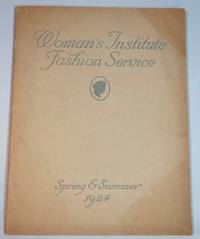 Woman's Institute
Fashion Service
Spring & Summer
1924